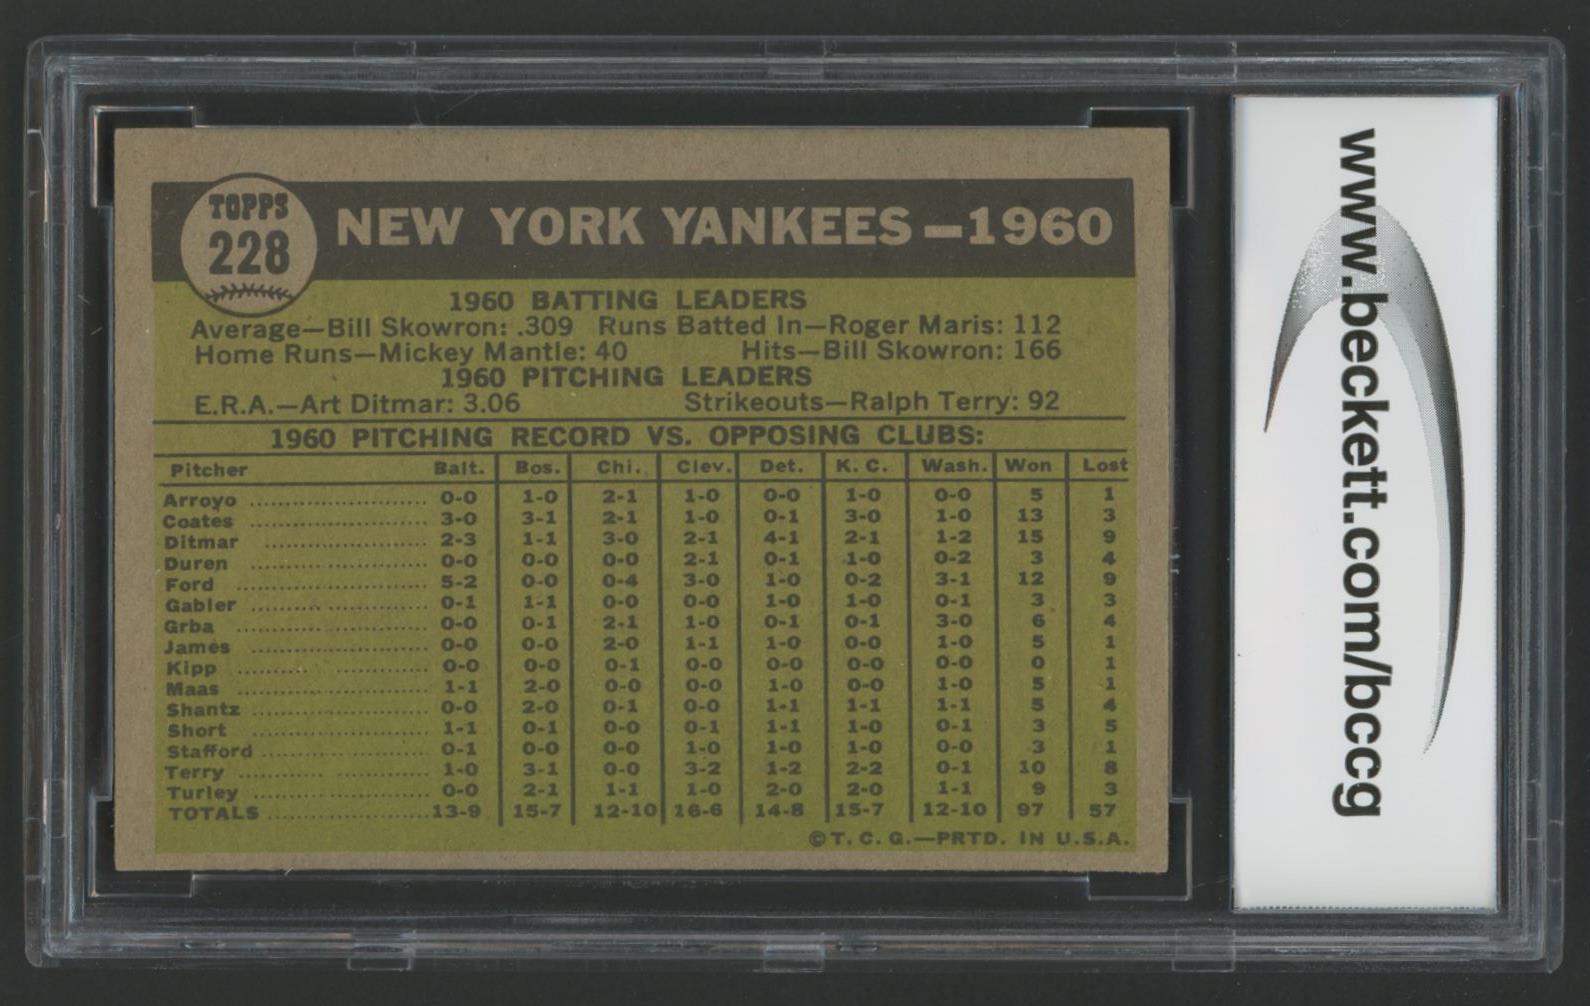 TOPPS
228
NEW YORK YANKEES—1960
1960 BATTING LEADERS
Average—Bill Skowron: .309 Runs Batted In—Roger Maris: 112
Home Runs—Mickey Mantle: 40 Hits—Bill Skowron: 166
1960 PITCHING LEADERS
E.R.A.—Art Ditmar: 3.06 Strikeouts—Ralph Terry: 92
1960 PITCHING RECORD VS. OPPOSING CLUBS:
Pitcher Balt. Bos. Chi. Clev. Det. K. C. Wash. Won Lost
Arroyo 0-0 1-0 2-1 1-0 0-0 1-0 0-0 5 1
Coates 3-0 3-1 2-1 1-0 0-1 3-0 1-0 13 3
Ditmar 2-3 1-1 3-0 2-1 4-1 2-1 1-2 15 9
Duren 0-0 0-0 0-0 2-1 0-1 1-0 0-2 3 4
Ford 5-2 0-0 0-4 3-0 1-0 0-2 3-1 12 9
Gabler 0-1 1-1 0-0 0-0 1-0 1-0 0-1 3 3
Grba 0-0 0-1 2-1 1-0 0-1 0-1 3-0 6 4
James 0-0 0-0 2-0 1-1 1-0 0-0 1-0 5 1
Kipp 0-0 0-0 0-1 0-0 0-0 0-0 0-0 0 1
Maas 1-1 2-0 0-0 0-0 1-0 0-0 1-0 5 1
Shantz 0-0 2-0 0-1 0-0 1-1 1-1 1-1 5 4
Short 1-1 0-1 0-0 0-1 1-1 1-0 0-1 3 5
Stafford 0-1 0-0 0-0 1-0 1-0 1-0 0-0 3 1
Terry 1-0 3-1 0-0 3-2 1-2 2-2 0-1 10 8
Turley 0-0 2-1 1-1 1-0 2-0 2-0 1-1 9 3
TOTALS 13-9 15-7 12-10 16-6 14-8 15-7 12-10 97 57
©T. C. G.—PRTD. IN U.S.A.
www.beckett.com/bccg